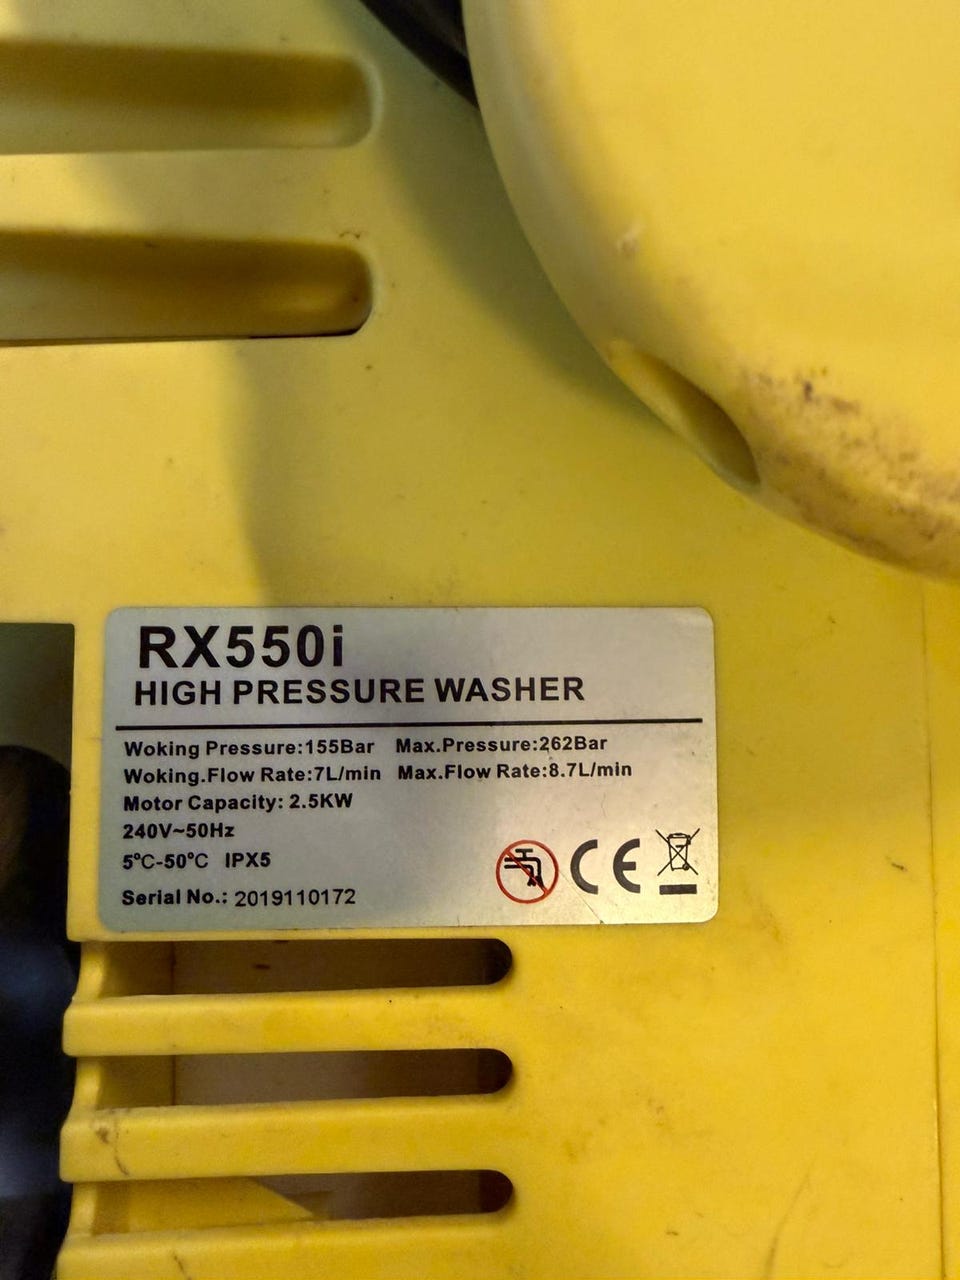 RX550i
HIGH PRESSURE WASHER
Woking Pressure:155Bar Max.Pressure:262Bar
Woking.Flow Rate:7L/min Max.Flow Rate:8.7L/min
Motor Capacity: 2.5KW
240V~50Hz
5℃-50℃ IPX5
Serial No.: 2019110172
CE